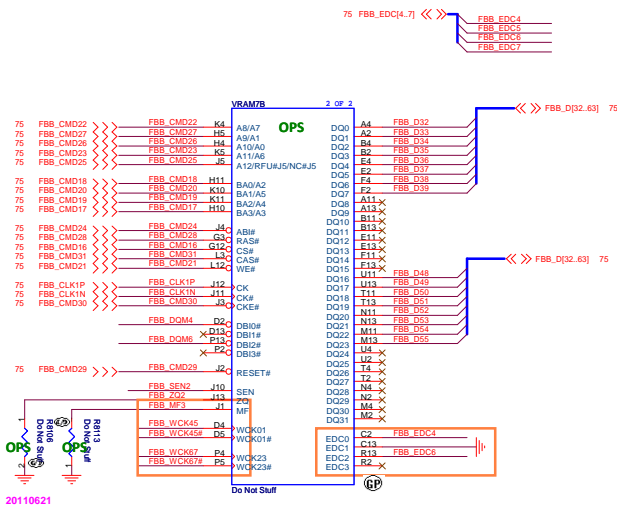 75 FBB_EDC[4..7]
FBB_EDC4
FBB_EDC5
FBB_EDC6
FBB_EDC7
VRAM7B 2 OF 2
OPS
75 FBB_CMD22 FBB_CMD22 K4 A8/A7
75 FBB_CMD27 FBB_CMD27 H5 A9/A1
75 FBB_CMD26 FBB_CMD26 H4 A10/A0
75 FBB_CMD23 FBB_CMD23 K5 A11/A6
75 FBB_CMD25 FBB_CMD25 J5 A12/RFU#J5/NC#J5
75 FBB_CMD18 FBB_CMD18 H11 BA0/A2
75 FBB_CMD20 FBB_CMD20 K10 BA1/A5
75 FBB_CMD19 FBB_CMD19 K11 BA2/A4
75 FBB_CMD17 FBB_CMD17 H10 BA3/A3
75 FBB_CMD24 FBB_CMD24 J4 ABI#
75 FBB_CMD28 FBB_CMD28 G3 RAS#
75 FBB_CMD16 FBB_CMD16 G12 CS#
75 FBB_CMD31 FBB_CMD31 L3 CAS#
75 FBB_CMD21 FBB_CMD21 L12 WE#
75 FBB_CLK1P FBB_CLK1P J12 CK
75 FBB_CLK1N FBB_CLK1N J11 CK#
75 FBB_CMD30 FBB_CMD30 J3 CKE#
FBB_DQM4 D2 DBI0#
D13 DBI1#
FBB_DQM6 P13 DBI2#
P2 DBI3#
75 FBB_CMD29 FBB_CMD29 J2 RESET#
FBB_SEN2 J10 SEN
FBB_ZQ2 J13 ZQ
FBB_MF3 J1 MF
FBB_WCK45 D4 WCK01
FBB_WCK45# D5 WCK01#
FBB_WCK67 P4 WCK23
FBB_WCK67# P5 WCK23#
DQ0 A4 FBB_D32
DQ1 A2 FBB_D33
DQ2 B4 FBB_D34
DQ3 B2 FBB_D35
DQ4 E4 FBB_D36
DQ5 E2 FBB_D37
DQ6 F4 FBB_D38
DQ7 F2 FBB_D39
DQ8 A11
DQ9 A13
DQ10 B11
DQ11 B13
DQ12 E11
DQ13 E13
DQ14 F11
DQ15 F13
DQ16 U11 FBB_D48
DQ17 U13 FBB_D49
DQ18 T11 FBB_D50
DQ19 T13 FBB_D51
DQ20 N11 FBB_D52
DQ21 N13 FBB_D53
DQ22 M11 FBB_D54
DQ23 M13 FBB_D55
DQ24 U4
DQ25 U2
DQ26 T4
DQ27 T2
DQ28 N4
DQ29 N2
DQ30 M4
DQ31 M2
EDC0 C2 FBB_EDC4
EDC1 C13
EDC2 R13 FBB_EDC6
EDC3 R2
FBB_D[32..63] 75
FBB_D[32..63] 75
Do Not Stuff
GP
1
R8106
Do Not Stuff
OPS
2
1
R8113
Do Not Stuff
OPS
2
20110621